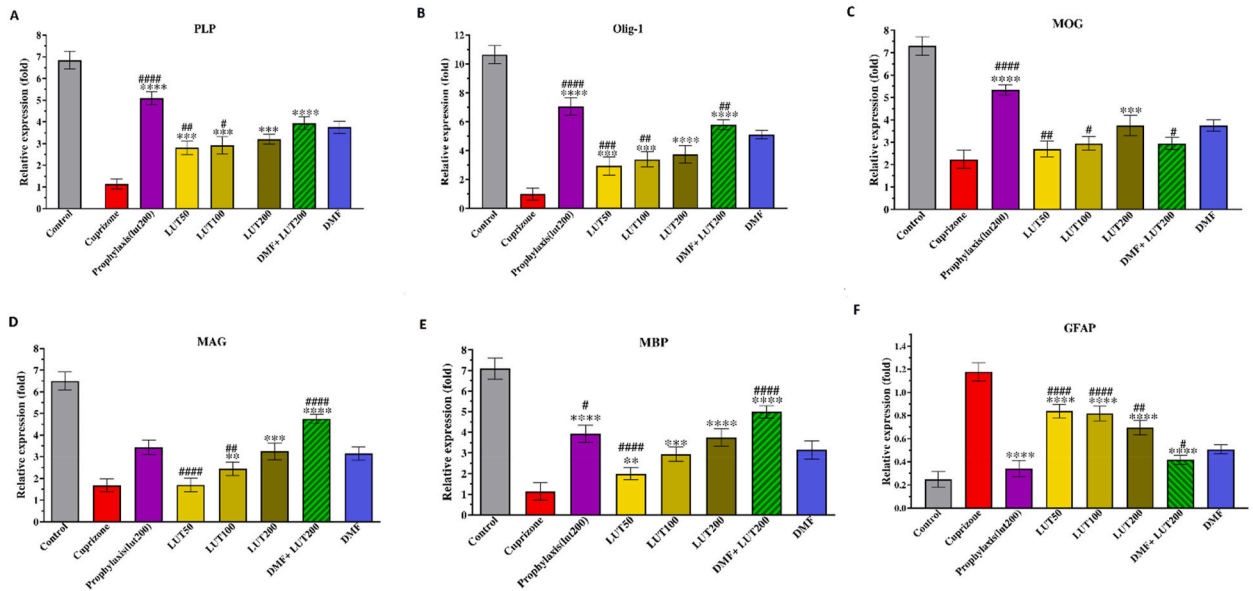 A
PLP
Relative expression (fold)
8
7
6
5
4
3
2
1
0
####
****
##
***
#
***
***
****
Control
Cuprizone
Prophylaxis(lut200)
LUT50
LUT100
LUT200
DMF+ LUT200
DMF
B
Olig-1
Relative expression (fold)
12
10
8
6
4
2
0
####
****
###
***
##
***
****
##
****
Control
Cuprizone
Prophylaxis(lut200)
LUT50
LUT100
LUT200
DMF+ LUT200
DMF
C
MOG
Relative expression (fold)
8
7
6
5
4
3
2
1
0
####
****
##
#
***
#
Control
Cuprizone
Prophylaxis(lut200)
LUT50
LUT100
LUT200
DMF+ LUT200
DMF
D
MAG
Relative expression (fold)
8
7
6
5
4
3
2
1
0
####
##
**
***
####
****
Control
Cuprizone
Prophylaxis(lut200)
LUT50
LUT100
LUT200
DMF+ LUT200
DMF
E
MBP
Relative expression (fold)
8
7
6
5
4
3
2
1
0
#
****
####
**
***
****
####
****
Control
Cuprizone
Prophylaxis(lut200)
LUT50
LUT100
LUT200
DMF+ LUT200
DMF
F
GFAP
Relative expression (fold)
1.4
1.2
1.0
0.8
0.6
0.4
0.2
0.0
****
####
****
####
****
##
****
#
****
Control
Cuprizone
Prophylaxis(lut200)
LUT50
LUT100
LUT200
DMF+ LUT200
DMF